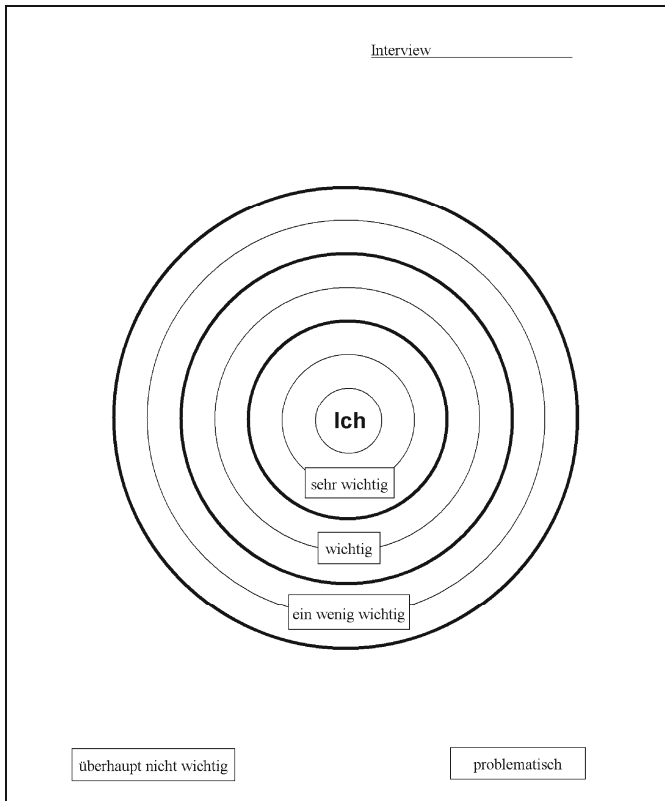 Interview
Ich
sehr wichtig
wichtig
ein wenig wichtig
überhaupt nicht wichtig
problematisch